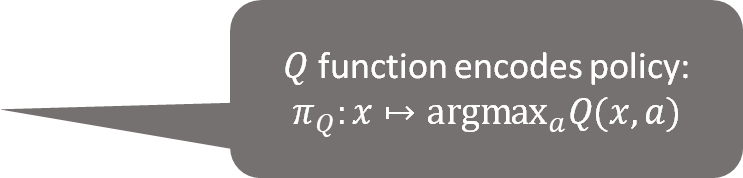 Q function encodes policy:
π_Q: x ↦ argmax_a Q(x, a)